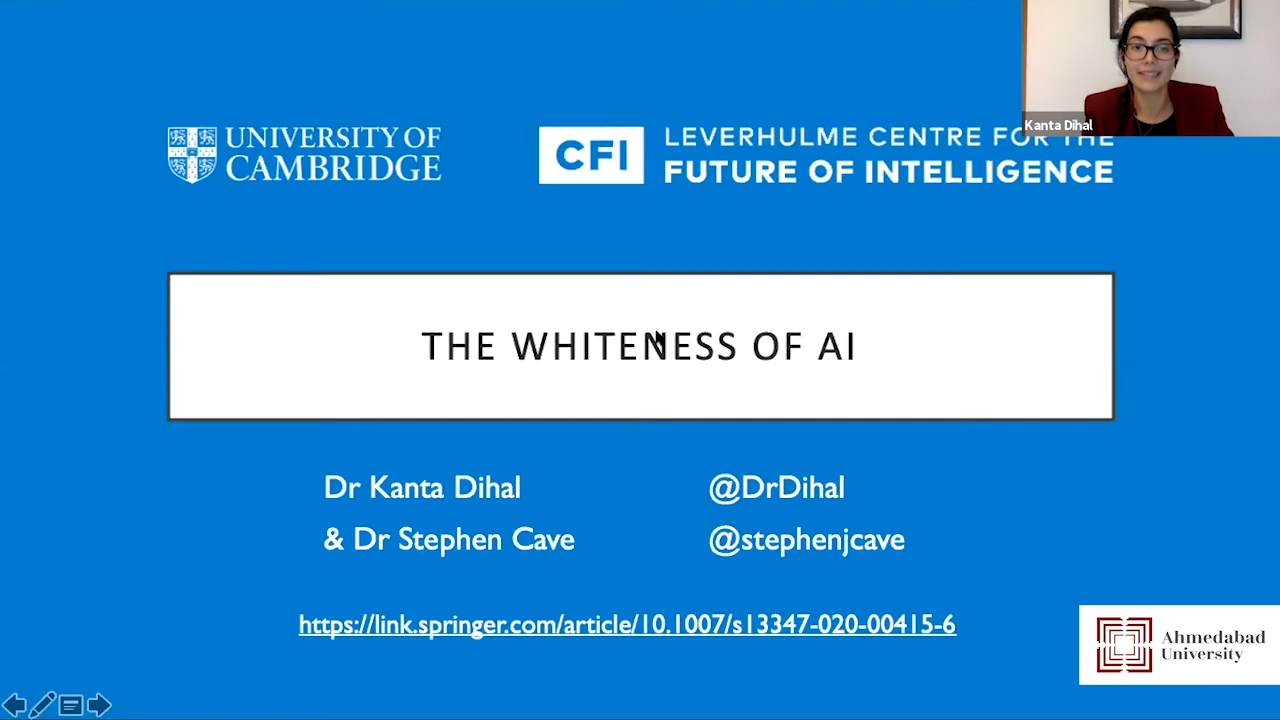 UNIVERSITY OF
CAMBRIDGE
CFI
LEVERHULME CENTRE FOR THE
FUTURE OF INTELLIGENCE
Kanta Dihal
THE WHITENESS OF AI
Dr Kanta Dihal
@DrDihal
& Dr Stephen Cave
@stephenjcave
https://link.springer.com/article/10.1007/s13347-020-00415-6
Ahmedabad
University